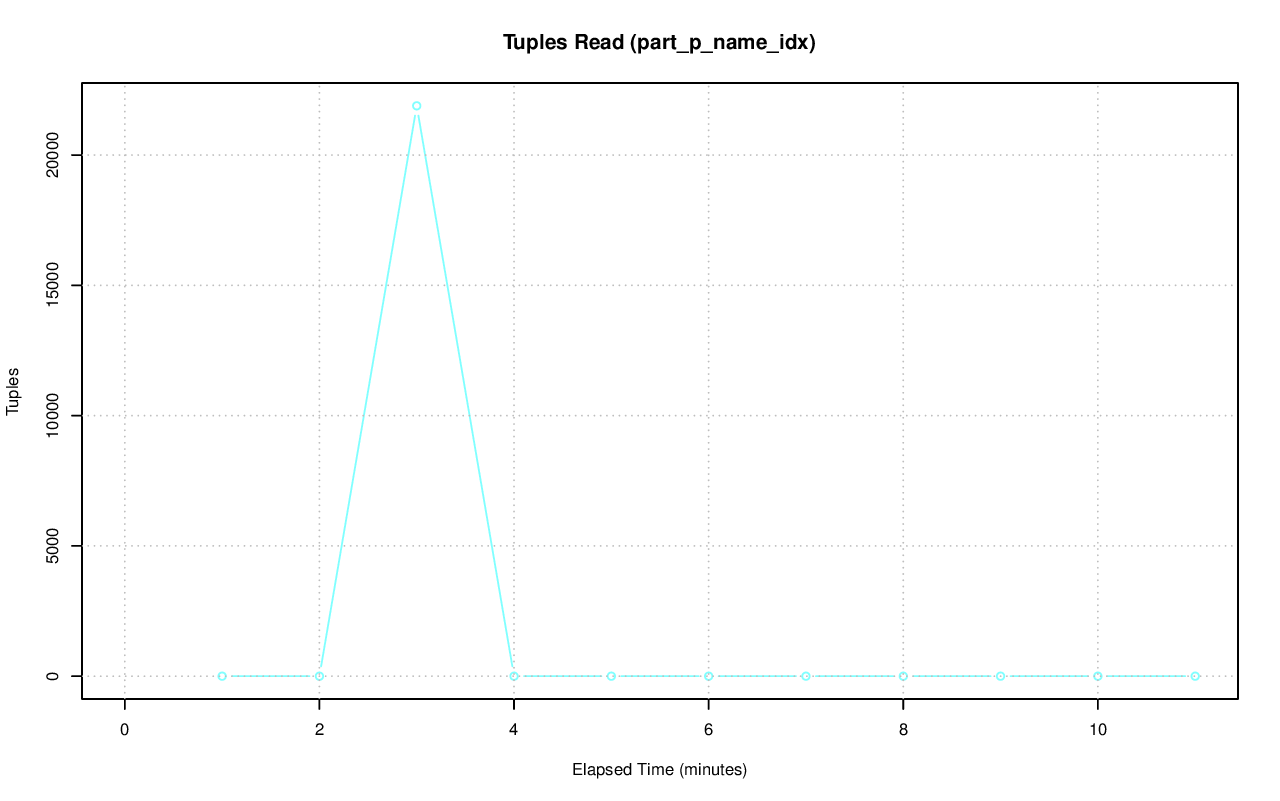 Tuples Read (part_p_name_idx)
Tuples
20000
15000
10000
5000
0
0 2 4 6 8 10
Elapsed Time (minutes)